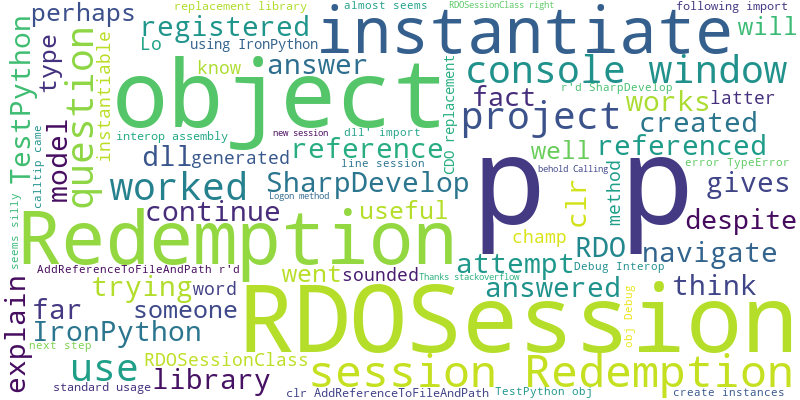 replacement library
almost seems
RDOSessionClass right
following import
perhaps
registered
using IronPython
instantiate
will
Lo
answer
console window
know
object
type
question
instantiable
TestPython
CDO replacement
r'd SharpDevelop
fact
works
latter
project
created
interop assembly
new session
dll' import
reference
referenced
calltip came
model
dll
generated
line session
well
error TypeError
behold Calling
p p
worked
SharpDevelop
clr
method
gives
Logon method
continue
useful
despite
champ
Redemption
RDO
navigate
seems silly
AddReferenceToFileAndPath r'd
went
sounded
Thanks stackoverflow
attempt
Debug Interop
explain
trying
word
answered
think
far
someone
RDOSession
obj Debug
IronPython
next step
use
RDOSessionClass
session Redemption
standard usage
library
clr AddReferenceToFileAndPath
TestPython obj
create instances